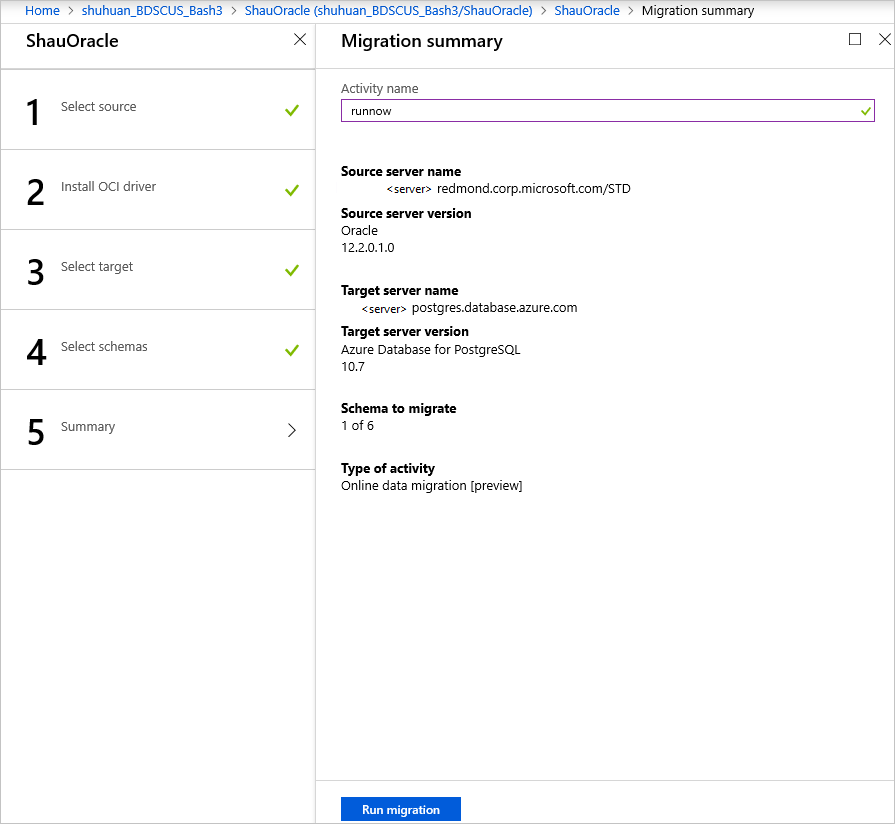 Home > shuhuan_BDSCUS_Bash3 > ShauOracle (shuhuan_BDSCUS_Bash3/ShauOracle) > ShauOracle > Migration summary
ShauOracle
1 Select source
2 Install OCI driver
3 Select target
4 Select schemas
5 Summary
Migration summary
Activity name
runnow
Source server name
<server> redmond.corp.microsoft.com/STD
Source server version
Oracle
12.2.0.1.0
Target server name
<server> postgres.database.azure.com
Target server version
Azure Database for PostgreSQL
10.7
Schema to migrate
1 of 6
Type of activity
Online data migration [preview]
Run migration